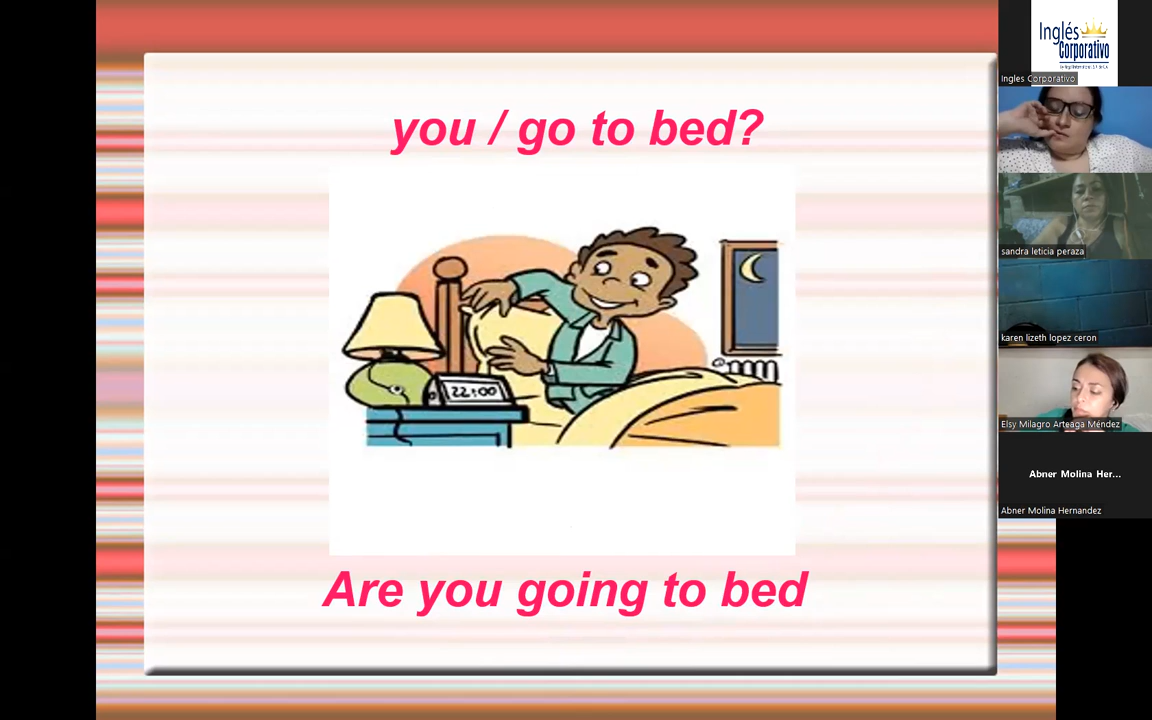 you / go to bed?
22:00
Are you going to bed
Inglés
Corporativo
Ingles Corporativo
sandra leticia peraza
karen lizeth lopez ceron
Elsy Milagro Arteaga Méndez
Abner Molina Her...
Abner Molina Hernandez